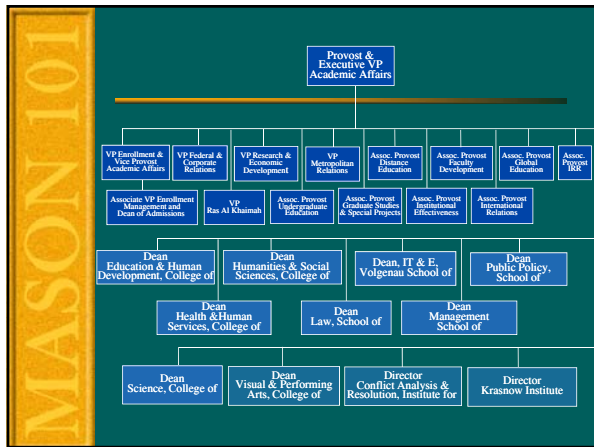 MASON 101
Provost &
Executive VP
Academic Affairs
VP Enrollment &
Vice Provost
Academic Affairs
VP Federal &
Corporate
Relations
VP Research &
Economic
Development
VP
Metropolitan
Relations
Assoc. Provost
Distance
Education
Assoc. Provost
Faculty
Development
Assoc. Provost
Global
Education
Assoc.
Provost
IRR
Associate VP Enrollment
Management and
Dean of Admissions
VP
Ras Al Khaimah
Assoc. Provost
Undergraduate
Education
Assoc. Provost
Graduate Studies
& Special Projects
Assoc. Provost
Institutional
Effectiveness
Assoc. Provost
International
Relations
Dean
Education & Human
Development, College of
Dean
Humanities & Social
Sciences, College of
Dean, IT & E,
Volgenau School of
Dean
Public Policy,
School of
Dean
Health &Human
Services, College of
Dean
Law, School of
Dean
Management
School of
Dean
Science, College of
Dean
Visual & Performing
Arts, College of
Director
Conflict Analysis &
Resolution, Institute for
Director
Krasnow Institute